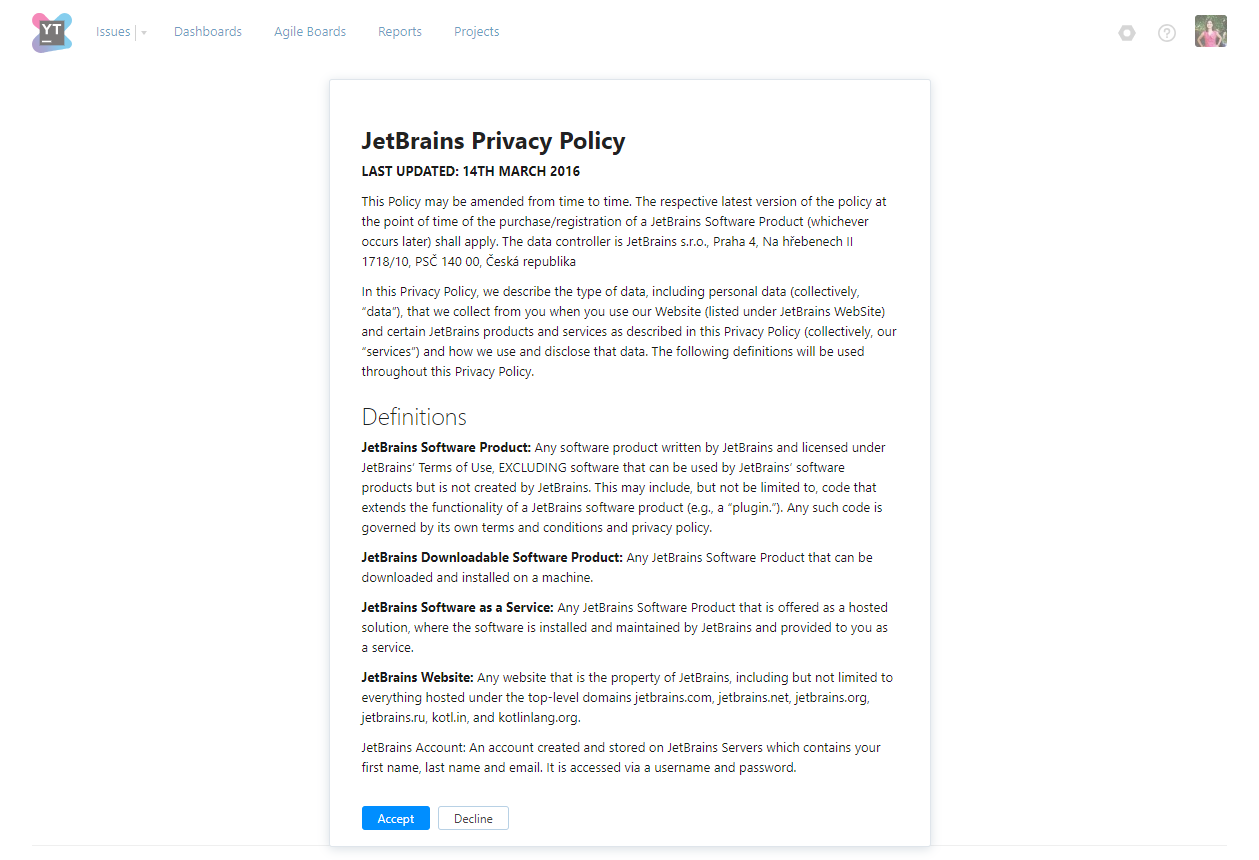 YT
Issues
Dashboards
Agile Boards
Reports
Projects
JetBrains Privacy Policy
LAST UPDATED: 14TH MARCH 2016
This Policy may be amended from time to time. The respective latest version of the policy at
the point of time of the purchase/registration of a JetBrains Software Product (whichever
occurs later) shall apply. The data controller is JetBrains s.r.o., Praha 4, Na hřebenech II
1718/10, PSČ 140 00, Česká republika
In this Privacy Policy, we describe the type of data, including personal data (collectively,
“data”), that we collect from you when you use our Website (listed under JetBrains WebSite)
and certain JetBrains products and services as described in this Privacy Policy (collectively, our
“services”) and how we use and disclose that data. The following definitions will be used
throughout this Privacy Policy.
Definitions
JetBrains Software Product: Any software product written by JetBrains and licensed under
JetBrains’ Terms of Use, EXCLUDING software that can be used by JetBrains’ software
products but is not created by JetBrains. This may include, but not be limited to, code that
extends the functionality of a JetBrains software product (e.g., a “plugin.”). Any such code is
governed by its own terms and conditions and privacy policy.
JetBrains Downloadable Software Product: Any JetBrains Software Product that can be
downloaded and installed on a machine.
JetBrains Software as a Service: Any JetBrains Software Product that is offered as a hosted
solution, where the software is installed and maintained by JetBrains and provided to you as
a service.
JetBrains Website: Any website that is the property of JetBrains, including but not limited to
everything hosted under the top-level domains jetbrains.com, jetbrains.net, jetbrains.org,
jetbrains.ru, kotl.in, and kotlinlang.org.
JetBrains Account: An account created and stored on JetBrains Servers which contains your
first name, last name and email. It is accessed via a username and password.
Accept
Decline